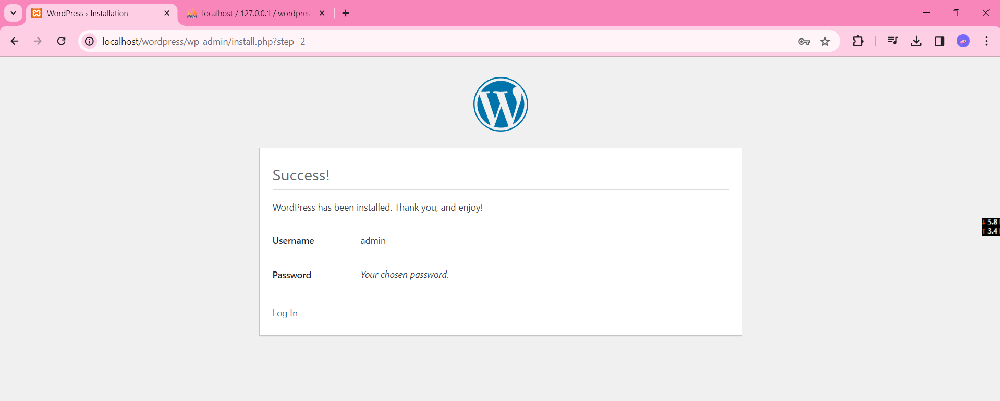 WordPress › Installation
localhost / 127.0.0.1 / wordpres
PMA
localhost/wordpress/wp-admin/install.php?step=2
Success!
WordPress has been installed. Thank you, and enjoy!
Username admin
Password Your chosen password.
Log In
5.8
3.4